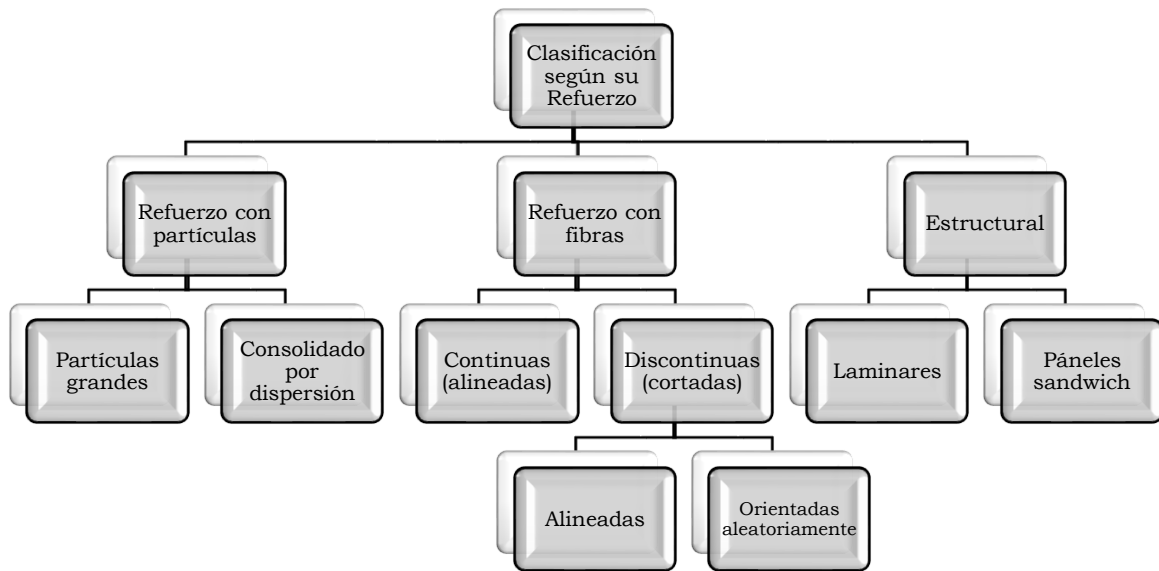 Clasificación
según su
Refuerzo
Refuerzo con
partículas
Refuerzo con
fibras
Estructural
Partículas
grandes
Consolidado
por
dispersión
Continuas
(alineadas)
Discontinuas
(cortadas)
Laminares
Páneles
sandwich
Alineadas
Orientadas
aleatoriamente